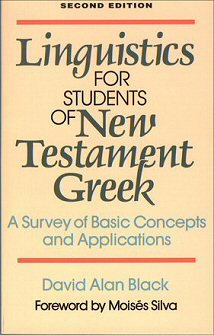 SECOND EDITION
Linguistics
FOR
STUDENTS
OF New
Testament
Greek
A Survey of Basic Concepts
and Applications
David Alan Black
Foreword by Moisés Silva